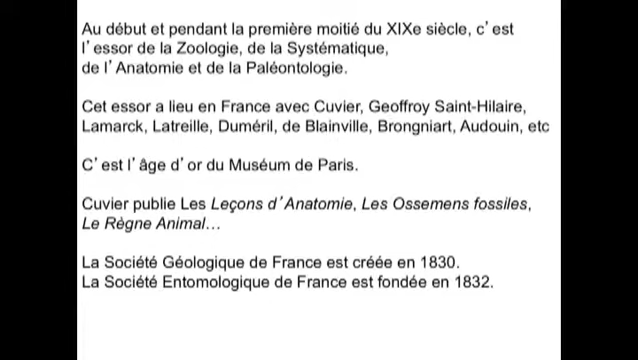 Au début et pendant la première moitié du XIXe siècle, c'est
l'essor de la Zoologie, de la Systématique,
de l'Anatomie et de la Paléontologie.
Cet essor a lieu en France avec Cuvier, Geoffroy Saint-Hilaire,
Lamarck, Latreille, Duméril, de Blainville, Brongniart, Audouin, etc
C'est l'âge d'or du Muséum de Paris.
Cuvier publie Les Leçons d'Anatomie, Les Ossemens fossiles,
Le Règne Animal…
La Société Géologique de France est créée en 1830.
La Société Entomologique de France est fondée en 1832.